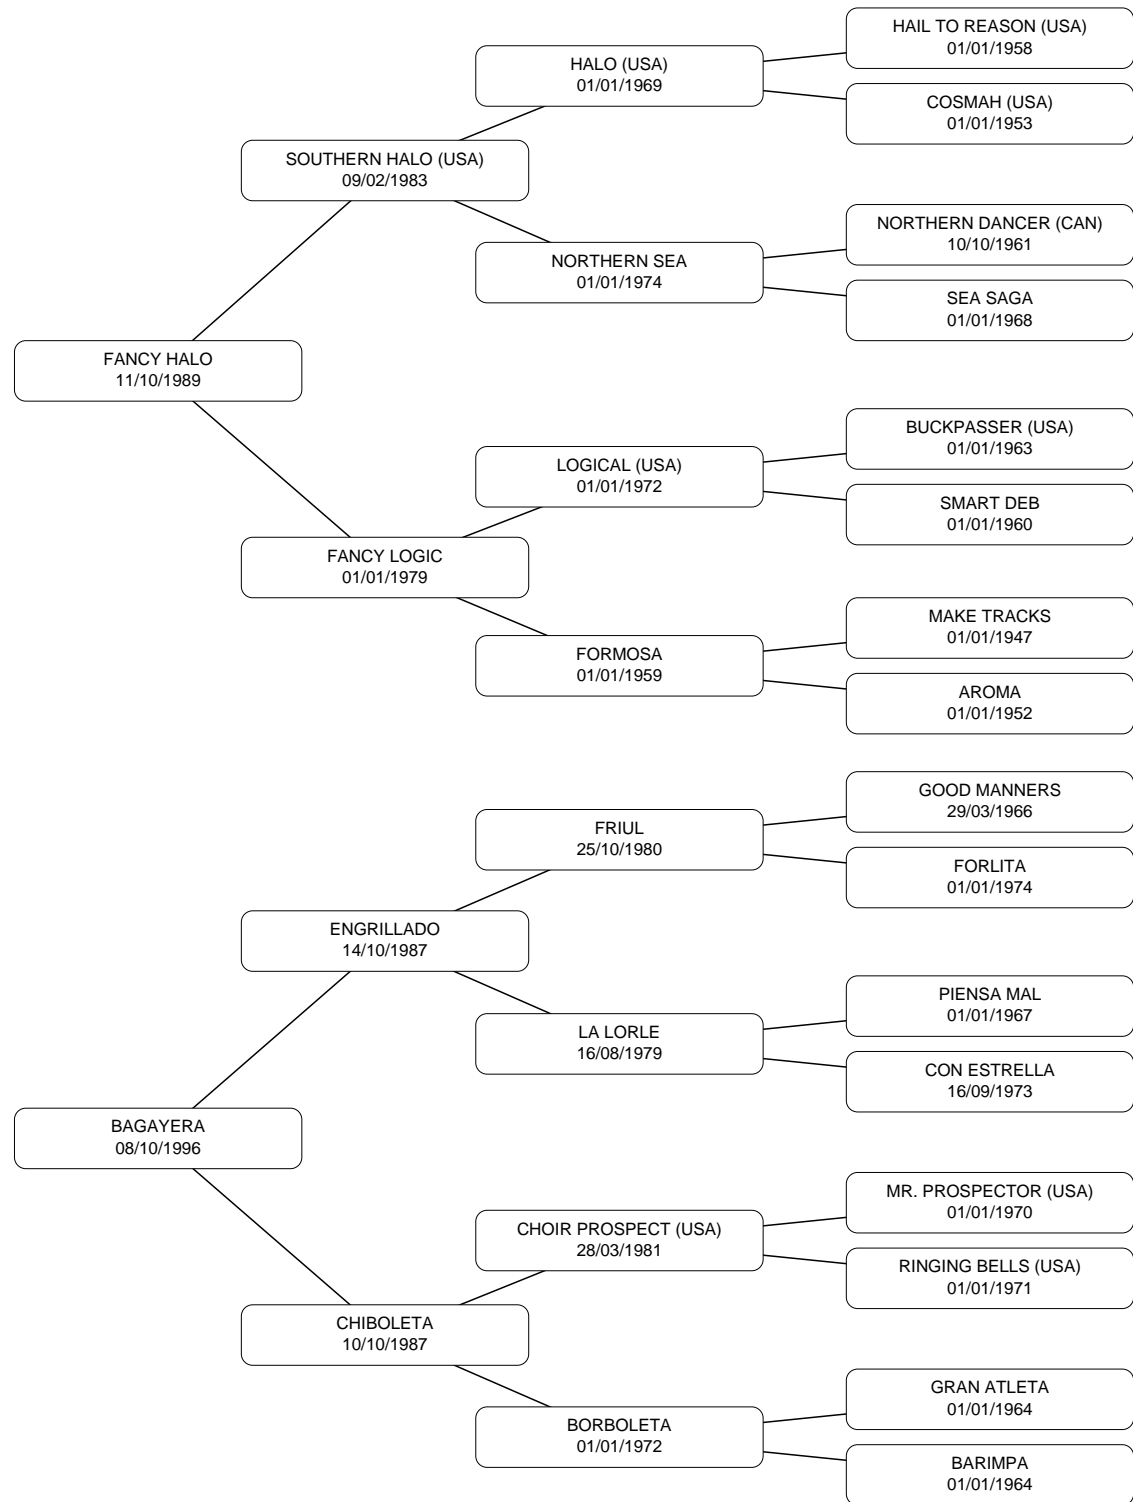 HAIL TO REASON (USA)
01/01/1958
HALO (USA)
01/01/1969
COSMAH (USA)
01/01/1953
SOUTHERN HALO (USA)
09/02/1983
NORTHERN DANCER (CAN)
10/10/1961
NORTHERN SEA
01/01/1974
SEA SAGA
01/01/1968
FANCY HALO
11/10/1989
BUCKPASSER (USA)
01/01/1963
LOGICAL (USA)
01/01/1972
SMART DEB
01/01/1960
FANCY LOGIC
01/01/1979
MAKE TRACKS
01/01/1947
FORMOSA
01/01/1959
AROMA
01/01/1952
GOOD MANNERS
29/03/1966
FRIUL
25/10/1980
FORLITA
01/01/1974
ENGRILLADO
14/10/1987
PIENSA MAL
01/01/1967
LA LORLE
16/08/1979
CON ESTRELLA
16/09/1973
BAGAYERA
08/10/1996
MR. PROSPECTOR (USA)
01/01/1970
CHOIR PROSPECT (USA)
28/03/1981
RINGING BELLS (USA)
01/01/1971
CHIBOLETA
10/10/1987
GRAN ATLETA
01/01/1964
BORBOLETA
01/01/1972
BARIMPA
01/01/1964